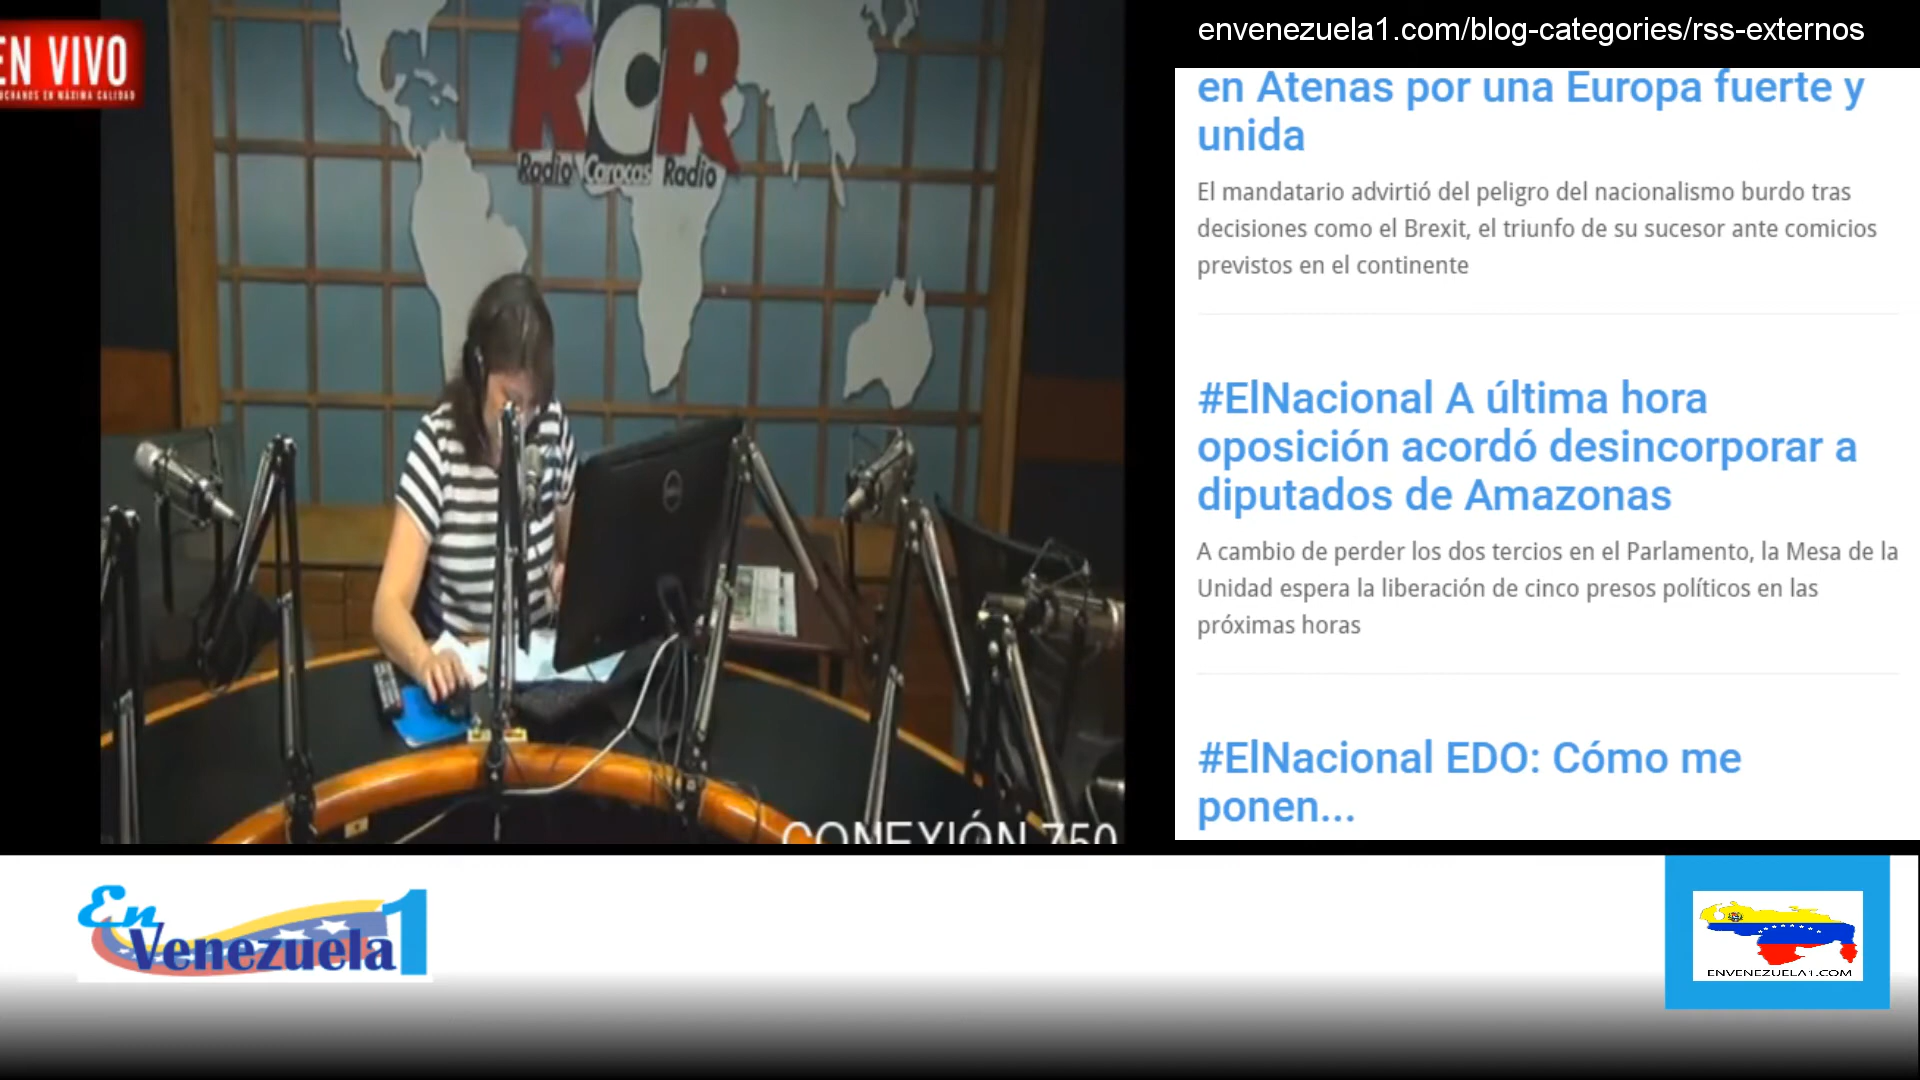 EN VIVO
UCHANOS EN MÁXIMA CALIDAD
RCR
Radio Caracas Radio
CONEXIÓN 750
envenezuela1.com/blog-categories/rss-externos
en Atenas por una Europa fuerte y
unida
El mandatario advirtió del peligro del nacionalismo burdo tras
decisiones como el Brexit, el triunfo de su sucesor ante comicios
previstos en el continente
#ElNacional A última hora
oposición acordó desincorporar a
diputados de Amazonas
A cambio de perder los dos tercios en el Parlamento, la Mesa de la
Unidad espera la liberación de cinco presos políticos en las
próximas horas
#ElNacional EDO: Cómo me
ponen...
En
Venezuela1
ENVENEZUELA1.COM